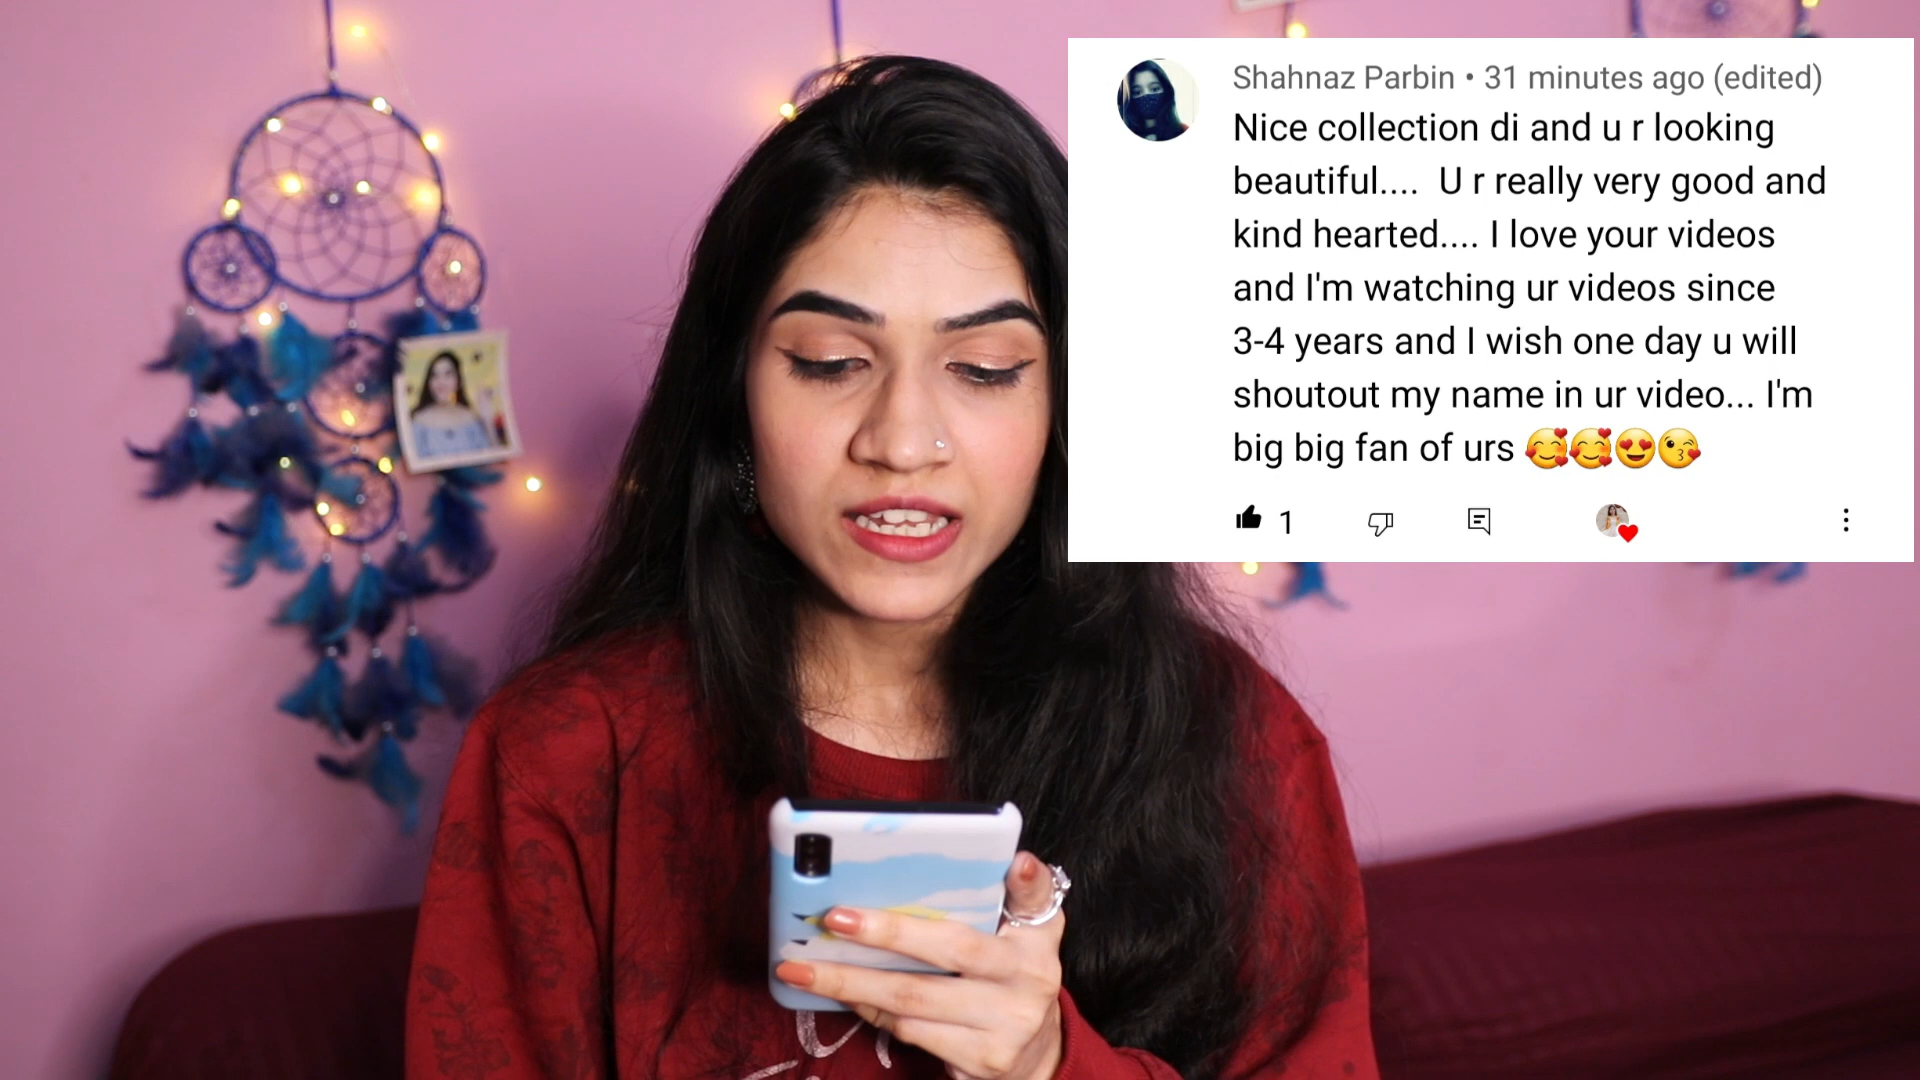 Shahnaz Parbin • 31 minutes ago (edited)
Nice collection di and u r looking
beautiful....  U r really very good and
kind hearted.... I love your videos
and I'm watching ur videos since
3-4 years and I wish one day u will
shoutout my name in ur video... I'm
big big fan of urs 🥰🥰😍😘
1